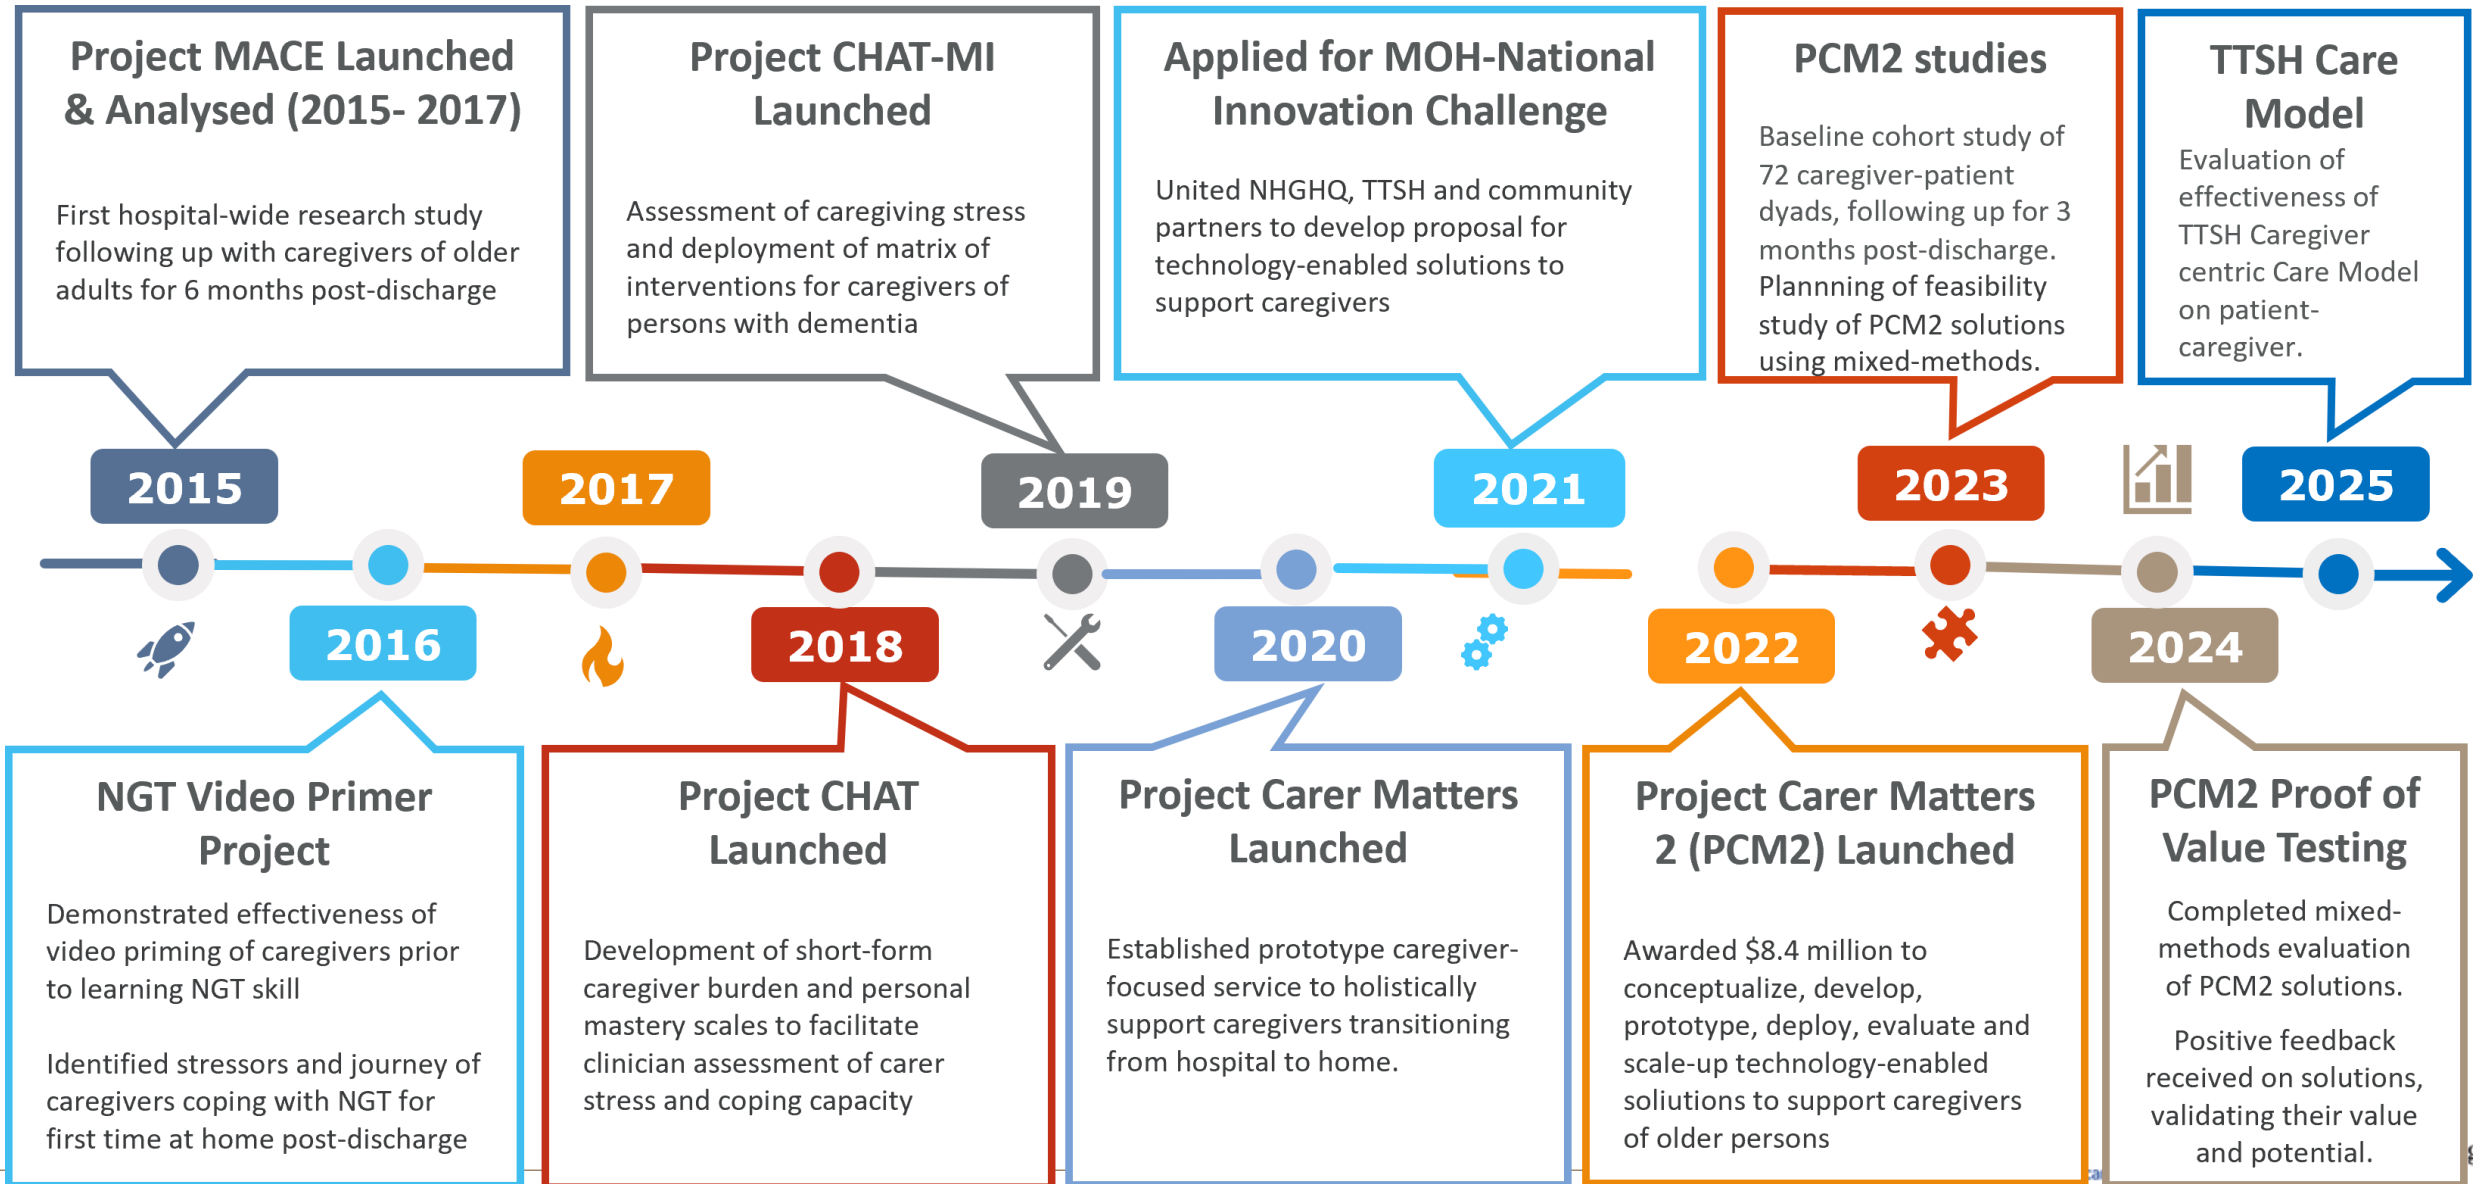 Project MACE Launched
& Analysed (2015- 2017)
First hospital-wide research study
following up with caregivers of older
adults for 6 months post-discharge
Project CHAT-MI
Launched
Assessment of caregiving stress
and deployment of matrix of
interventions for caregivers of
persons with dementia
Applied for MOH-National
Innovation Challenge
United NHGHQ, TTSH and community
partners to develop proposal for
technology-enabled solutions to
support caregivers
PCM2 studies
Baseline cohort study of
72 caregiver-patient
dyads, following up for 3
months post-discharge.
Plannning of feasibility
study of PCM2 solutions
using mixed-methods.
TTSH Care
Model
Evaluation of
effectiveness of
TTSH Caregiver
centric Care Model
on patient-
caregiver.
2015
2017
2019
2021
2023
2025
2016
2018
2020
2022
2024
NGT Video Primer
Project
Demonstrated effectiveness of
video priming of caregivers prior
to learning NGT skill
Identified stressors and journey of
caregivers coping with NGT for
first time at home post-discharge
Project CHAT
Launched
Development of short-form
caregiver burden and personal
mastery scales to facilitate
clinician assessment of carer
stress and coping capacity
Project Carer Matters
Launched
Established prototype caregiver-
focused service to holistically
support caregivers transitioning
from hospital to home.
Project Carer Matters
2 (PCM2) Launched
Awarded $8.4 million to
conceptualize, develop,
prototype, deploy, evaluate and
scale-up technology-enabled
soliutions to support caregivers
of older persons
PCM2 Proof of
Value Testing
Completed mixed-
methods evaluation
of PCM2 solutions.
Positive feedback
received on solutions,
validating their value
and potential.